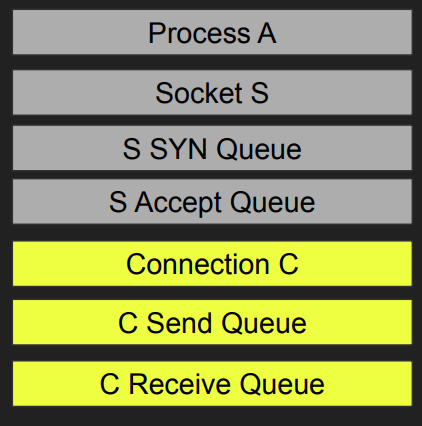 Process A
Socket S
S SYN Queue
S Accept Queue
Connection C
C Send Queue
C Receive Queue